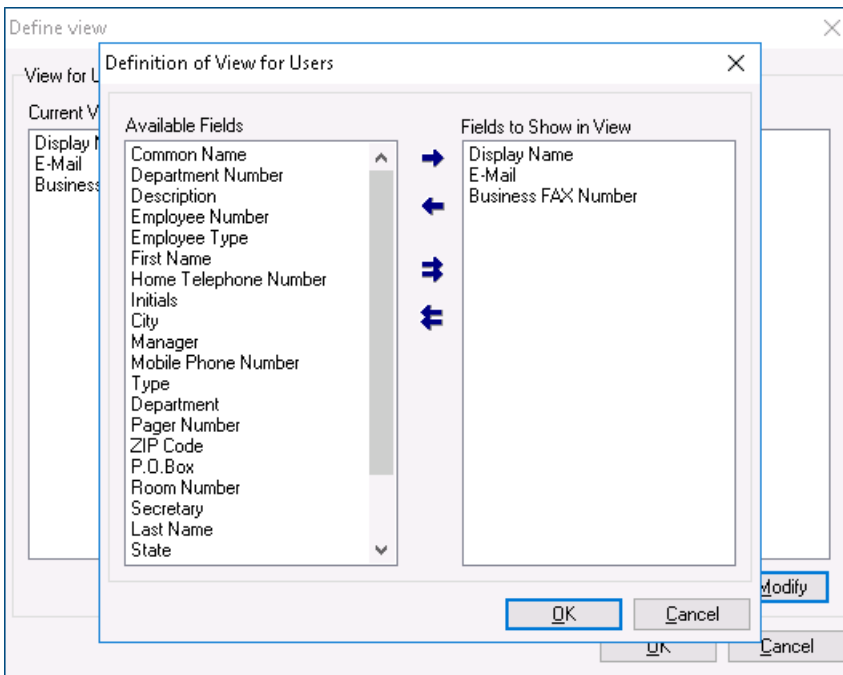 Define view
View for U
Current V
Display N
E-Mail
Business
Definition of View for Users
Available Fields
Common Name
Department Number
Description
Employee Number
Employee Type
First Name
Home Telephone Number
Initials
City
Manager
Mobile Phone Number
Type
Department
Pager Number
ZIP Code
P.O.Box
Room Number
Secretary
Last Name
State
Fields to Show in View
Display Name
E-Mail
Business FAX Number
OK
Cancel
Modify
OK
Cancel